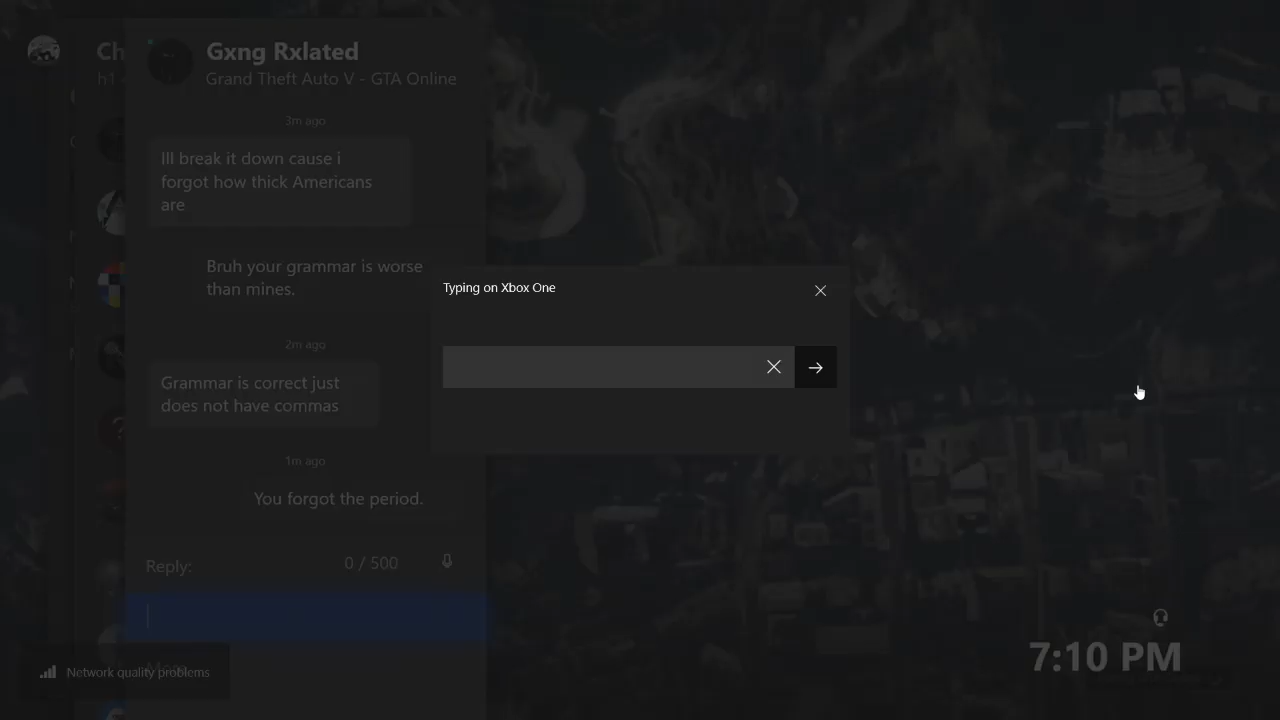 Ch
h1
Gxng Rxlated
Grand Theft Auto V - GTA Online
3m ago
Ill break it down cause i
forgot how thick Americans
are
Bruh your grammar is worse
than mines.
Typing on Xbox One
2m ago
Grammar is correct just
does not have commas
1m ago
You forgot the period.
Reply:
0 / 500
Network quality problems
7:10 PM